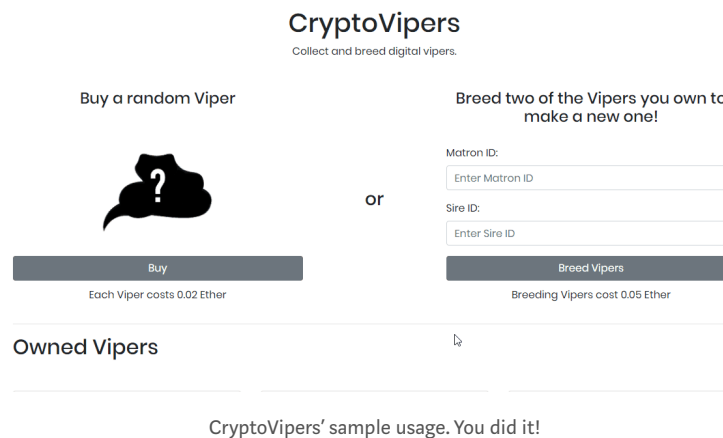 CryptoVipers
Collect and breed digital vipers.
Buy a random Viper
?
or
Buy
Each Viper costs 0.02 Ether
Breed two of the Vipers you own to
make a new one!
Matron ID:
Enter Matron ID
Sire ID:
Enter Sire ID
Breed Vipers
Breeding Vipers cost 0.05 Ether
Owned Vipers
CryptoVipers’ sample usage. You did it!